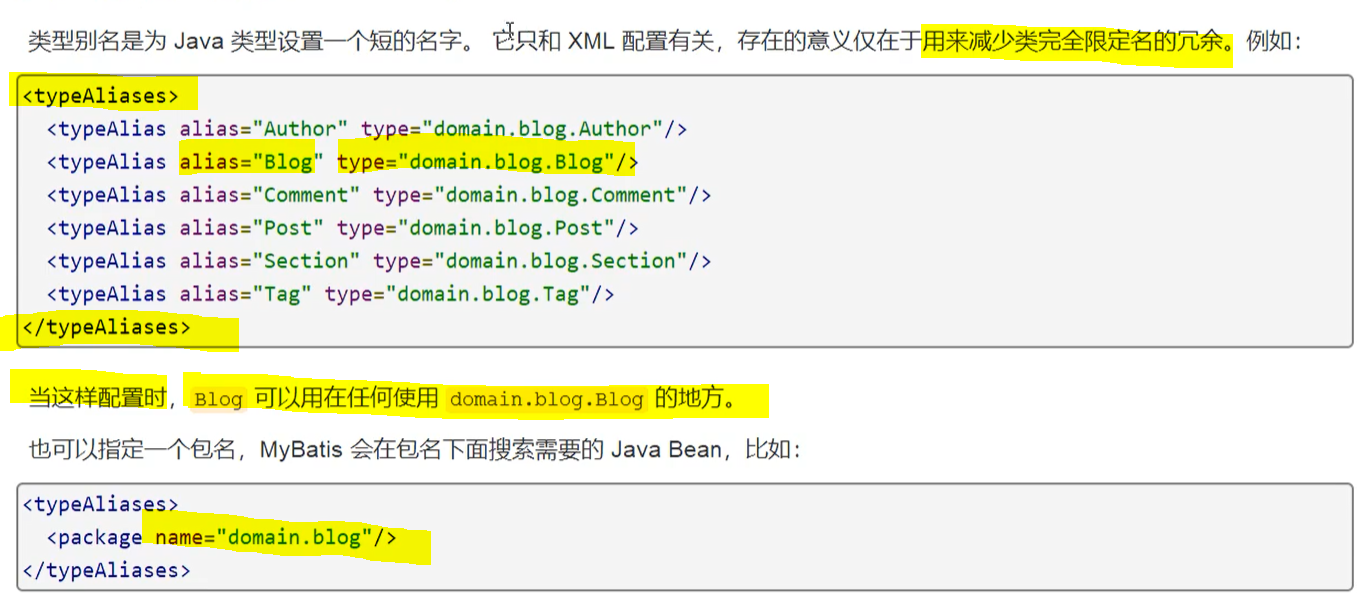 类型别名是为 Java 类型设置一个短的名字。 它只和 XML 配置有关，存在的意义仅在于用来减少类完全限定名的冗余。例如：
<typeAliases>
  <typeAlias alias="Author" type="domain.blog.Author"/>
  <typeAlias alias="Blog" type="domain.blog.Blog"/>
  <typeAlias alias="Comment" type="domain.blog.Comment"/>
  <typeAlias alias="Post" type="domain.blog.Post"/>
  <typeAlias alias="Section" type="domain.blog.Section"/>
  <typeAlias alias="Tag" type="domain.blog.Tag"/>
</typeAliases>
当这样配置时，Blog 可以用在任何使用 domain.blog.Blog 的地方。
也可以指定一个包名，MyBatis 会在包名下面搜索需要的 Java Bean，比如：
<typeAliases>
  <package name="domain.blog"/>
</typeAliases>